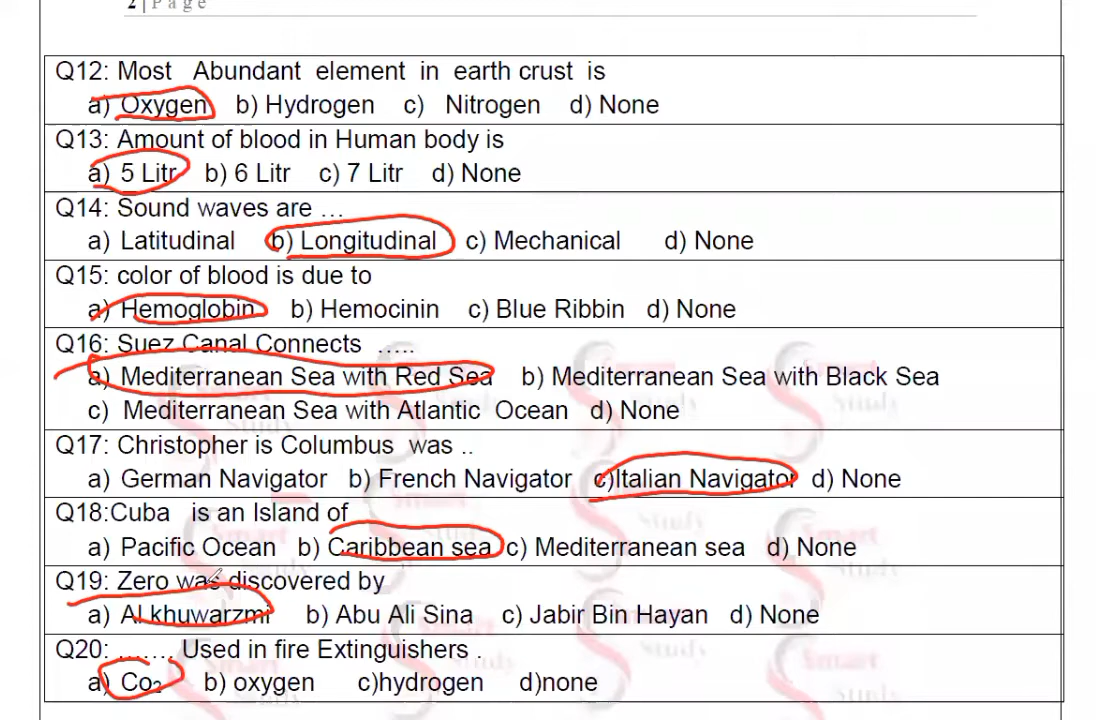 2 | P a g e
Q12: Most Abundant element in earth crust is
a) Oxygen b) Hydrogen c) Nitrogen d) None
Q13: Amount of blood in Human body is
a) 5 Litr b) 6 Litr c) 7 Litr d) None
Q14: Sound waves are ...
a) Latitudinal b) Longitudinal c) Mechanical d) None
Q15: color of blood is due to
a) Hemoglobin b) Hemocinin c) Blue Ribbin d) None
Q16: Suez Canal Connects .....
a) Mediterranean Sea with Red Sea b) Mediterranean Sea with Black Sea
c) Mediterranean Sea with Atlantic Ocean d) None
Q17: Christopher is Columbus was ..
a) German Navigator b) French Navigator c)Italian Navigator d) None
Q18:Cuba is an Island of
a) Pacific Ocean b) Caribbean sea c) Mediterranean sea d) None
Q19: Zero was discovered by
a) Al khuwarzmi b) Abu Ali Sina c) Jabir Bin Hayan d) None
Q20: ....... Used in fire Extinguishers .
a) Co₂ b) oxygen c)hydrogen d)none
Smart Study